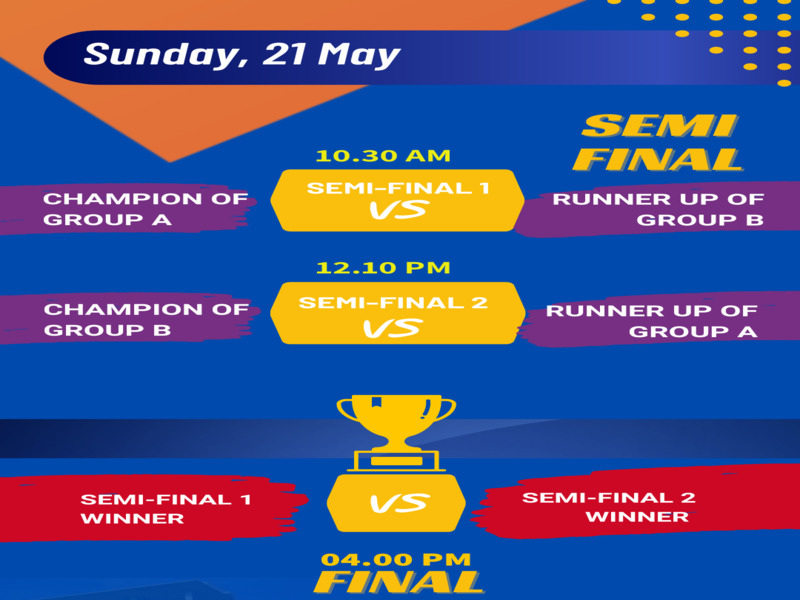 Sunday, 21 May
SEMI
FINAL
10.30 AM
CHAMPION OF
GROUP A
SEMI-FINAL 1
VS
RUNNER UP OF
GROUP B
12.10 PM
CHAMPION OF
GROUP B
SEMI-FINAL 2
VS
RUNNER UP OF
GROUP A
SEMI-FINAL 1
WINNER
VS
SEMI-FINAL 2
WINNER
04.00 PM
FINAL